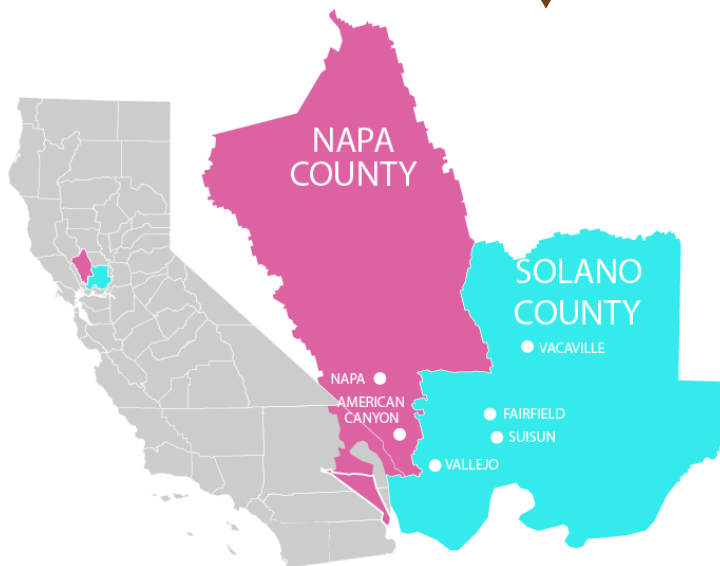 NAPA
COUNTY
SOLANO
COUNTY
VACAVILLE
NAPA
AMERICAN
CANYON
FAIRFIELD
SUISUN
VALLEJO